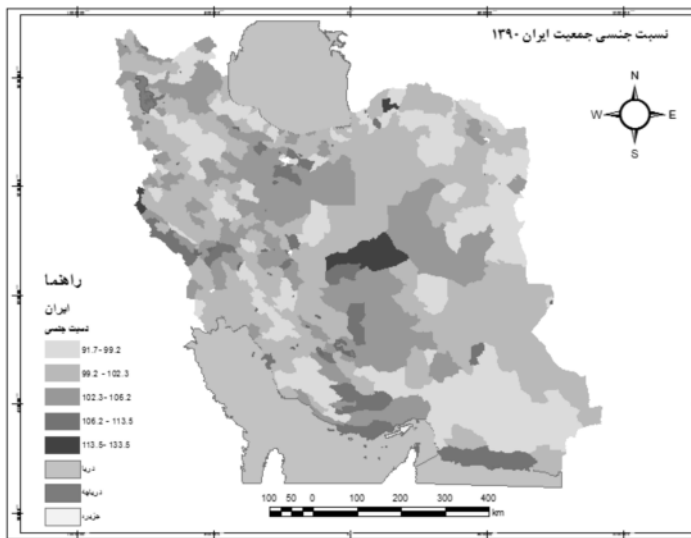 نسبت جنسی جمعیت ایران ۱۳۹۰
N
W E
S
راهنما
ایران
نسبت جنسی
91.7-99.2
99.2 - 102.3
102.3- 106.2
106.2 - 113.5
113.5- 133.5
دریا
دریاچه
جزیره
100 50 0 100 200 300 400
km